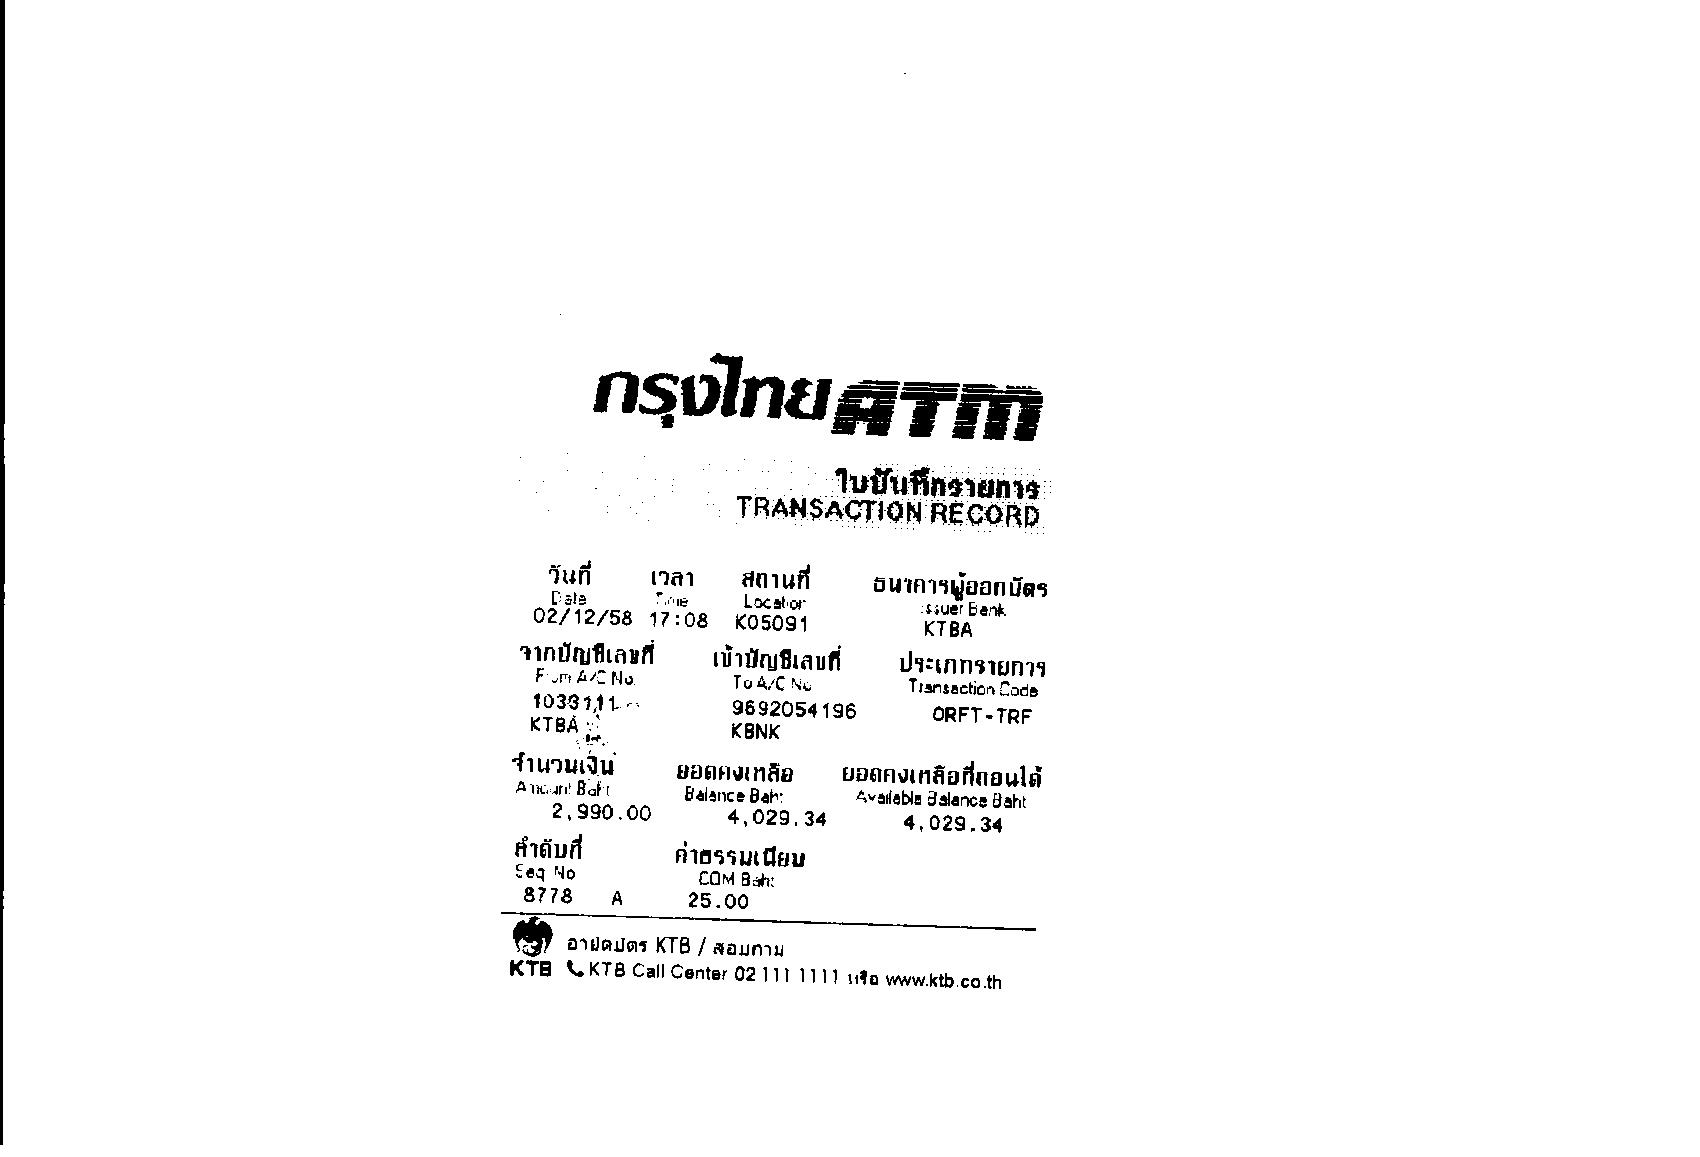 กรุงไทย ATM
ใบบันทึกรายการ
TRANSACTION RECORD
วันที่ เวลา สถานที่ ธนาคารผู้ออกบัตร
Date Time Location Issuer Bank
02/12/58 17:08 K05091 KTBA
จากบัญชีเลขที่ เข้าบัญชีเลขที่ ประเภทรายการ
From A/C No. To A/C No Transaction Code
9692054196 ORFT-TRF
KTBA KBNK
จำนวนเงิน ยอดคงเหลือ ยอดคงเหลือที่ถอนได้
Amount Baht Balance Baht Available Balance Baht
2,990.00 4,029.34 4,029.34
ลำดับที่ ค่าธรรมเนียม
Seq No COM Baht
8778 A 25.00
อายัดบัตร KTB / สอบถาม
KTB KTB Call Center 02 111 1111 หรือ www.ktb.co.th